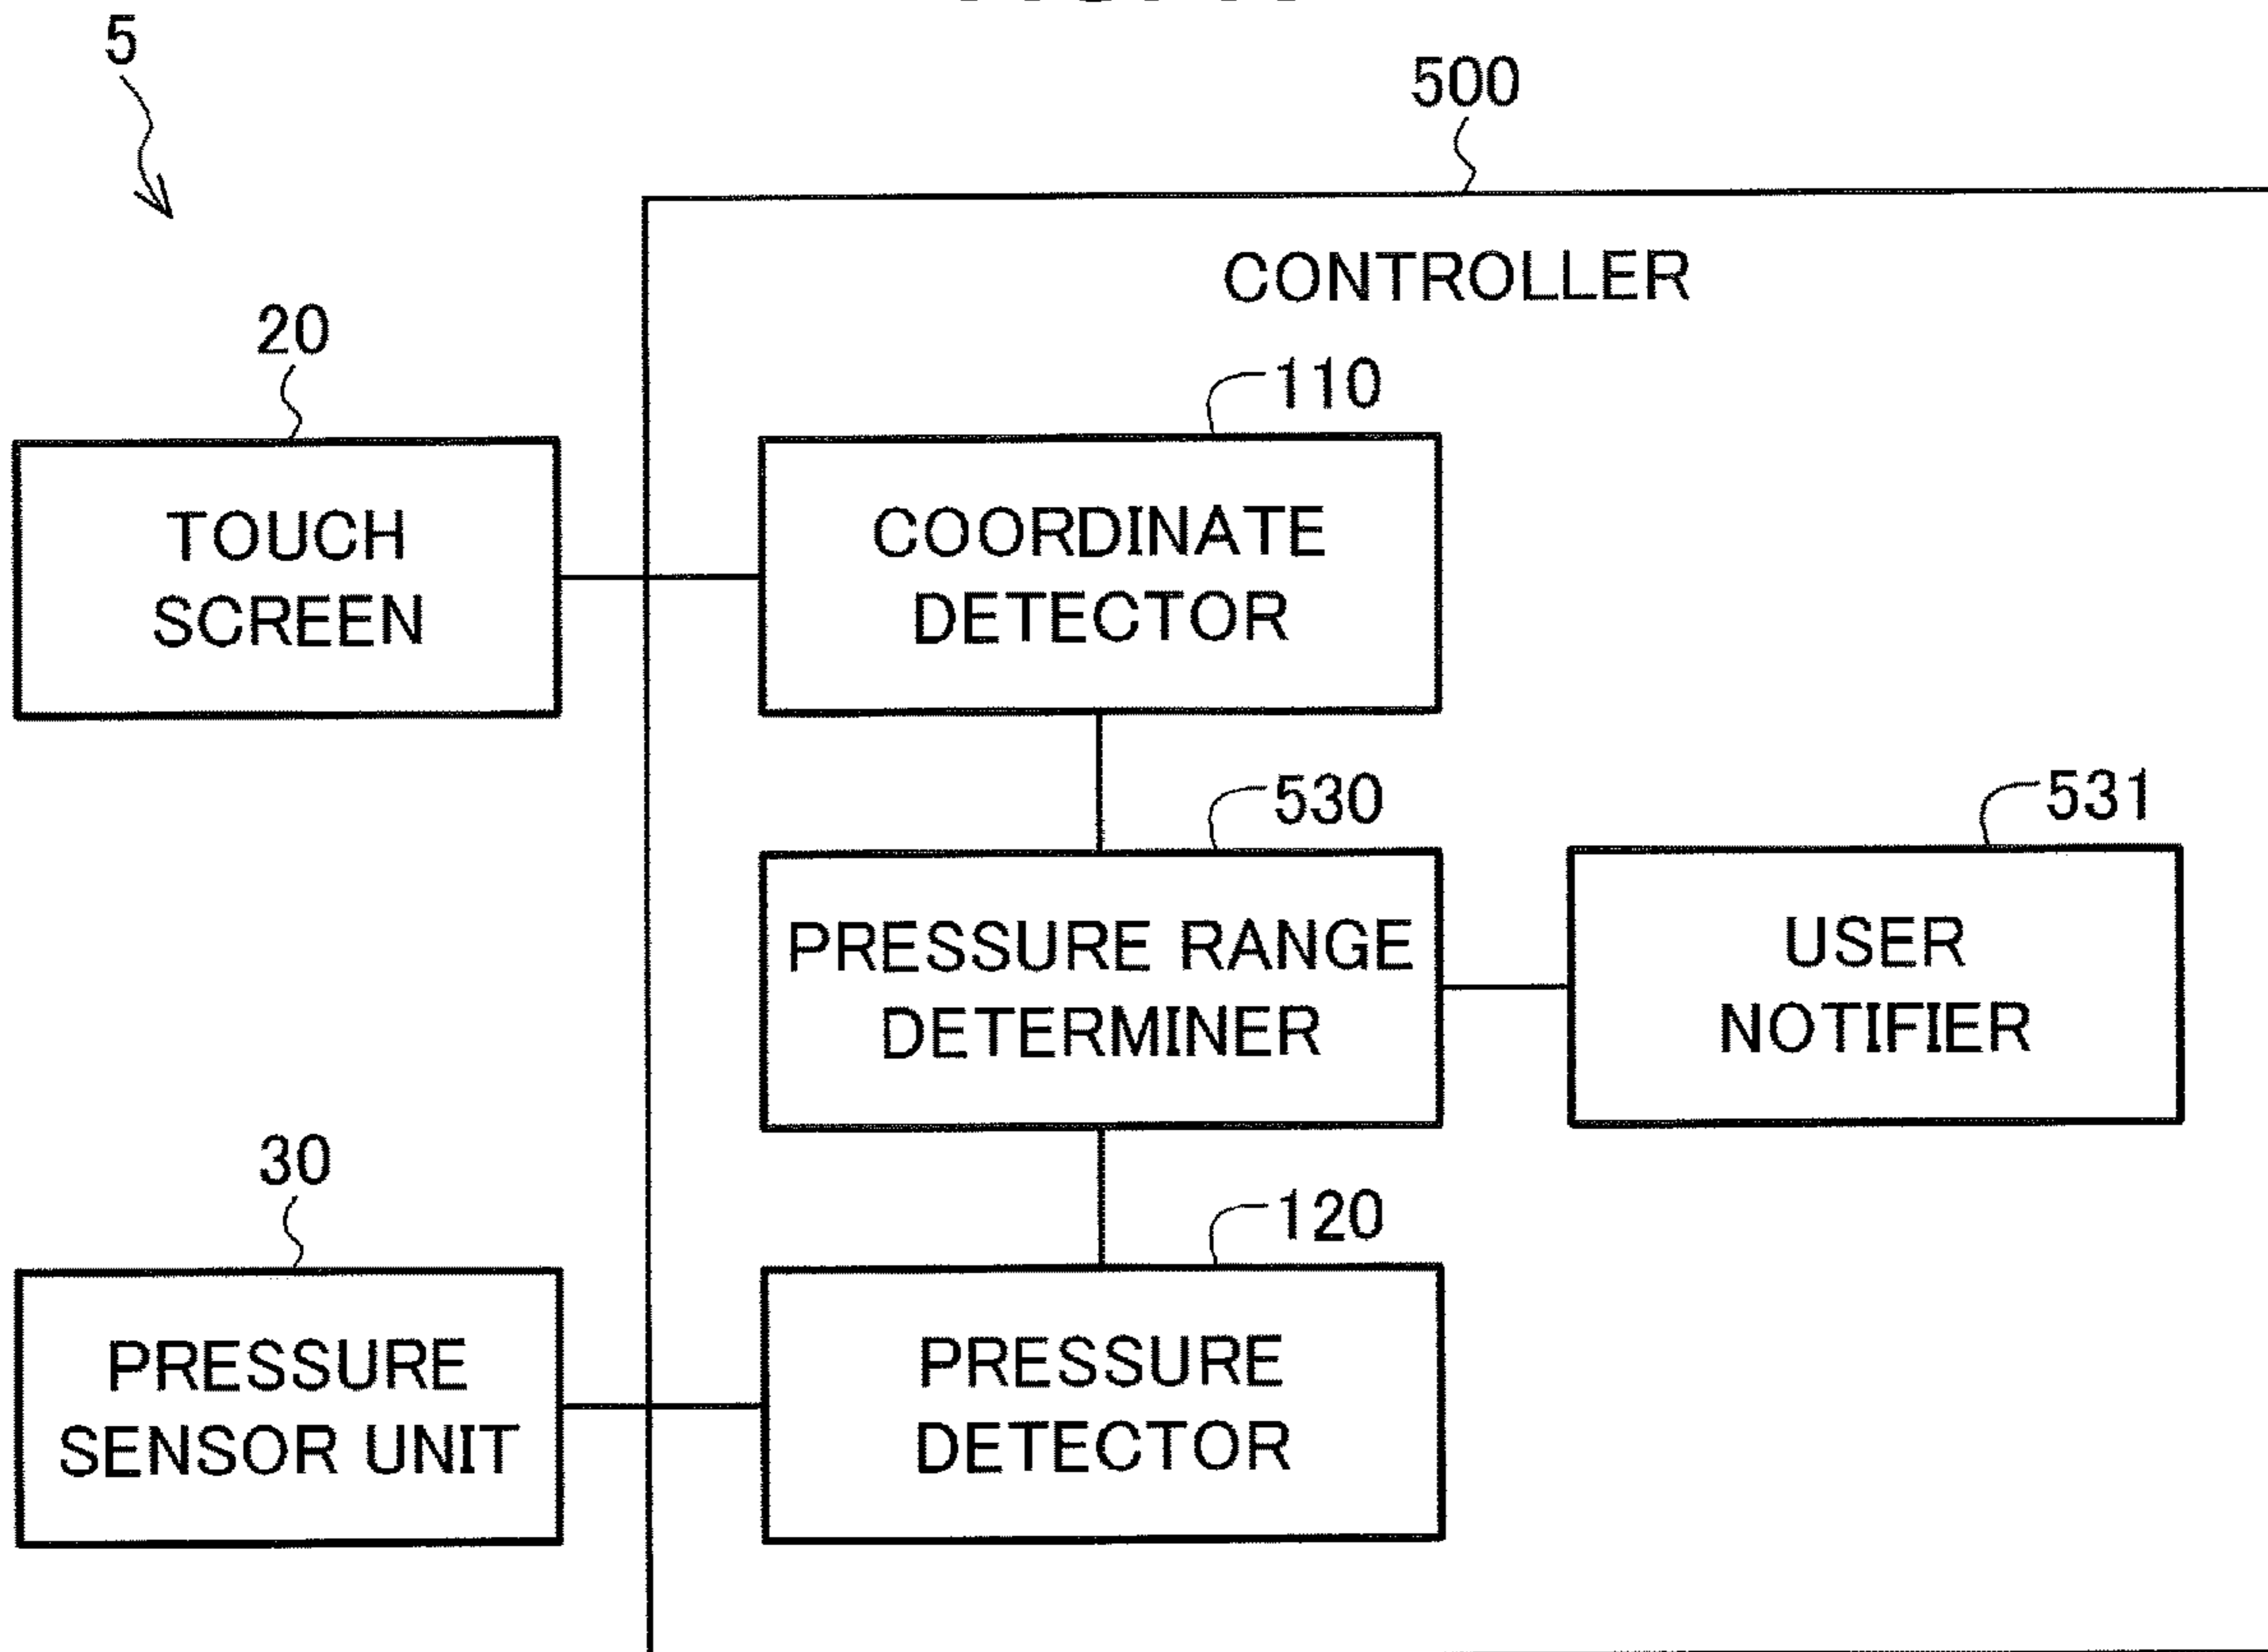 5
500
CONTROLLER
20
110
TOUCH
SCREEN
COORDINATE
DETECTOR
530
531
PRESSURE RANGE
DETERMINER
USER
NOTIFIER
30
120
PRESSURE
SENSOR UNIT
PRESSURE
DETECTOR